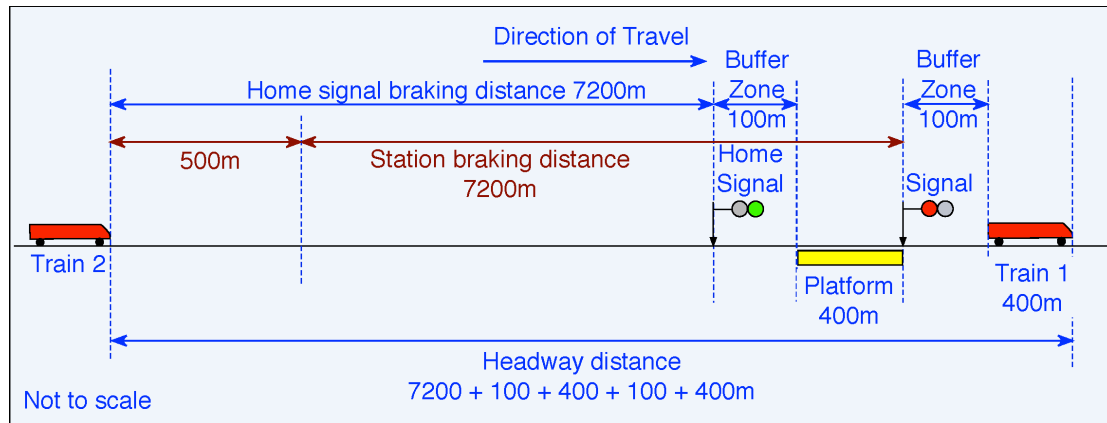 Direction of Travel
Buffer
Zone
100m
Buffer
Zone
100m
Home signal braking distance 7200m
500m
Station braking distance
7200m
Home
Signal
Signal
Train 2
Platform
400m
Train 1
400m
Headway distance
7200 + 100 + 400 + 100 + 400m
Not to scale